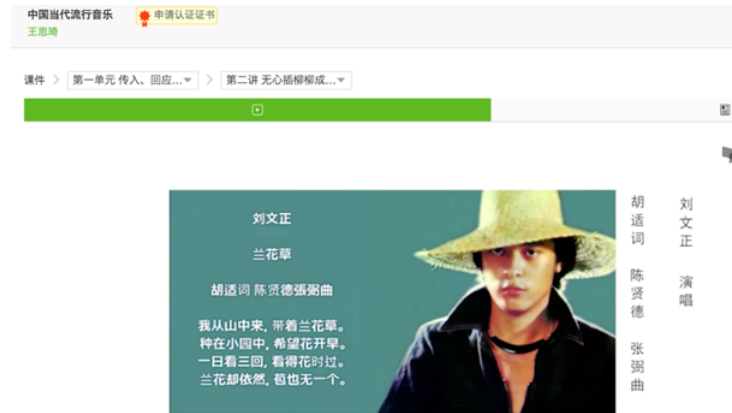 中国当代流行音乐
申请认证证书
王思琦
课件
第一单元 传入、回应...
第二讲 无心插柳柳成...
刘文正
兰花草
胡适词 陈贤德張弼曲
我从山中来, 带着兰花草。
种在小园中, 希望花开早。
一日看三回, 看得花时过。
兰花却依然, 苞也无一个。
刘文正 演唱
胡适词 陈贤德 张弼曲